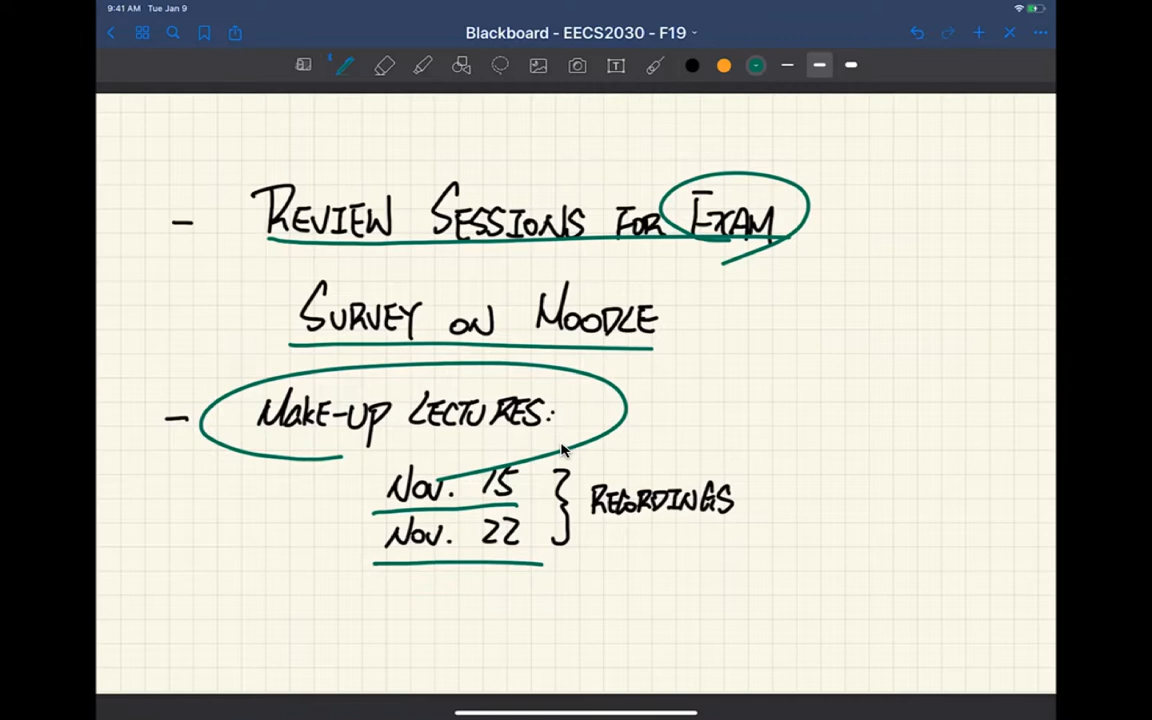 9:41 AM Tue Jan 9
Blackboard - EECS2030 - F19
- REVIEW SESSIONS FOR EXAM
SURVEY ON MOODLE
- MAKE-UP LECTURES:
Nov. 15
Nov. 22
} RECORDINGS